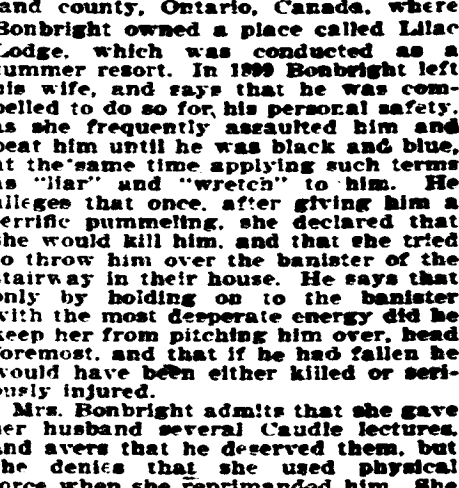 and county, Ontario, Canada, where
Bonbright owned a place called Lilac
Lodge, which was conducted as a
summer resort. In 1899 Bonbright left
his wife, and says that he was com-
pelled to do so for his personal safety,
as she frequently assaulted him and
beat him until he was black and blue,
at the same time applying such terms
as "liar" and "wretch" to him. He
alleges that once, after giving him a
terrific pummeling, she declared that
she would kill him, and that she tried
to throw him over the banister of the
stairway in their house. He says that
only by holding on to the banister
with the most desperate energy did he
keep her from pitching him over, head
foremost, and that if he had fallen he
would have been either killed or seri-
ously injured.
Mrs. Bonbright admits that she gave
her husband several Caudle lectures,
and avers that he deserved them, but
she denies that she used physical
force when she reprimanded him. She